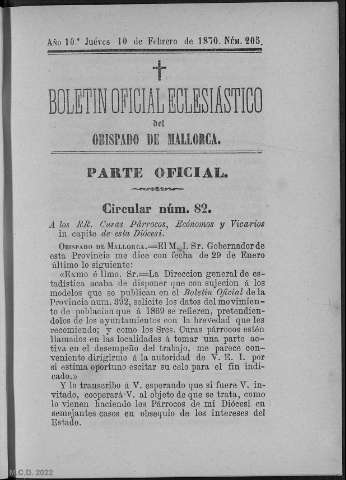 Año 10.º Juéves 10 de Febrero de 1870. NÚM. 205.
BOLETIN OFICIAL ECLESIÁSTICO
del
OBISPADO DE MALLORCA.
PARTE OFICIAL.
Circular núm. 82.
A los RR. Curas Párrocos, Ecónomos y Vicarios
in capite de esta Diócesi.
OBISPADO DE MALLORCA.=El M. I. Sr. Gobernador de
esta Provincia me dice con fecha de 29 de Enero
último lo siguiente:
«Exmo é Ilmo. Sr.=La Direccion general de es-
tadística acaba de disponer que con sujecion á los
modelos que se publican en el Boletin Oficial de la
Provincia núm. 392, solicite los datos del movimien-
to de poblacion que á 1869 se refieren, pretendién-
dolos de los ayuntamientos con la brevedad que les
recomiendo; y como los Sres. Curas párrocos estén
llamados en las localidades á tomar una parte ac-
tiva en el desempeño del trabajo, me parece con-
veniente dirigirme á la autoridad de V. E. I. por
si estima oportuno escitar su celo para el fin indi-
cado.»
Y lo transcribo á V. esperando que si fuere V. in-
vitado, cooperará V. al objeto de que se trata, como
lo vienen haciendo los Párrocos de mi Diócesi en
semejantes casos en obsequio de los intereses del
Estado.
M.C.D. 2022